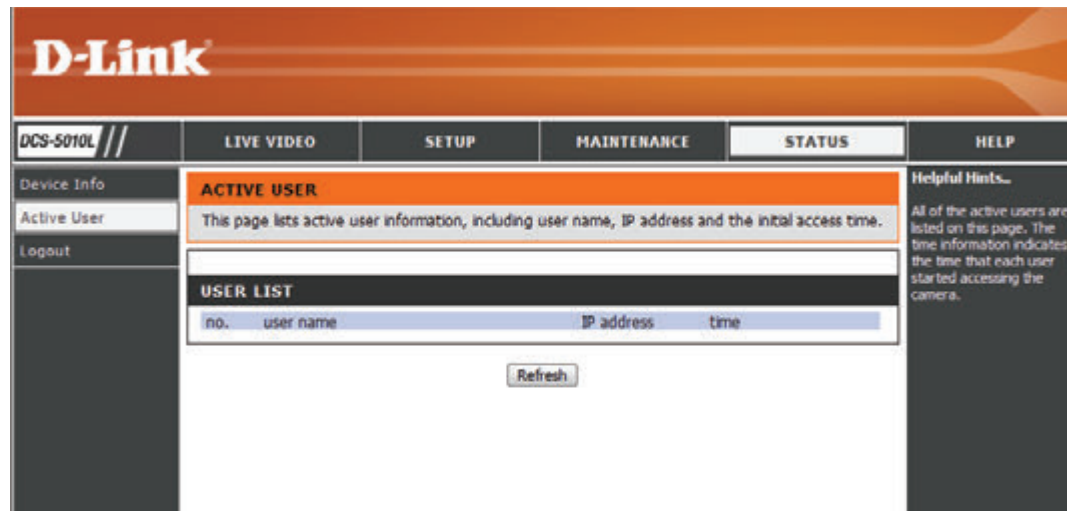 D-Link
DCS-5010L //
LIVE VIDEO
SETUP
MAINTENANCE
STATUS
HELP
Device Info
Active User
Logout
ACTIVE USER
This page lists active user information, including user name, IP address and the initial access time.
USER LIST
no. user name IP address time
Refresh
Helpful Hints...
All of the active users are
listed on this page. The
time information indicates
the time that each user
started accessing the
camera.